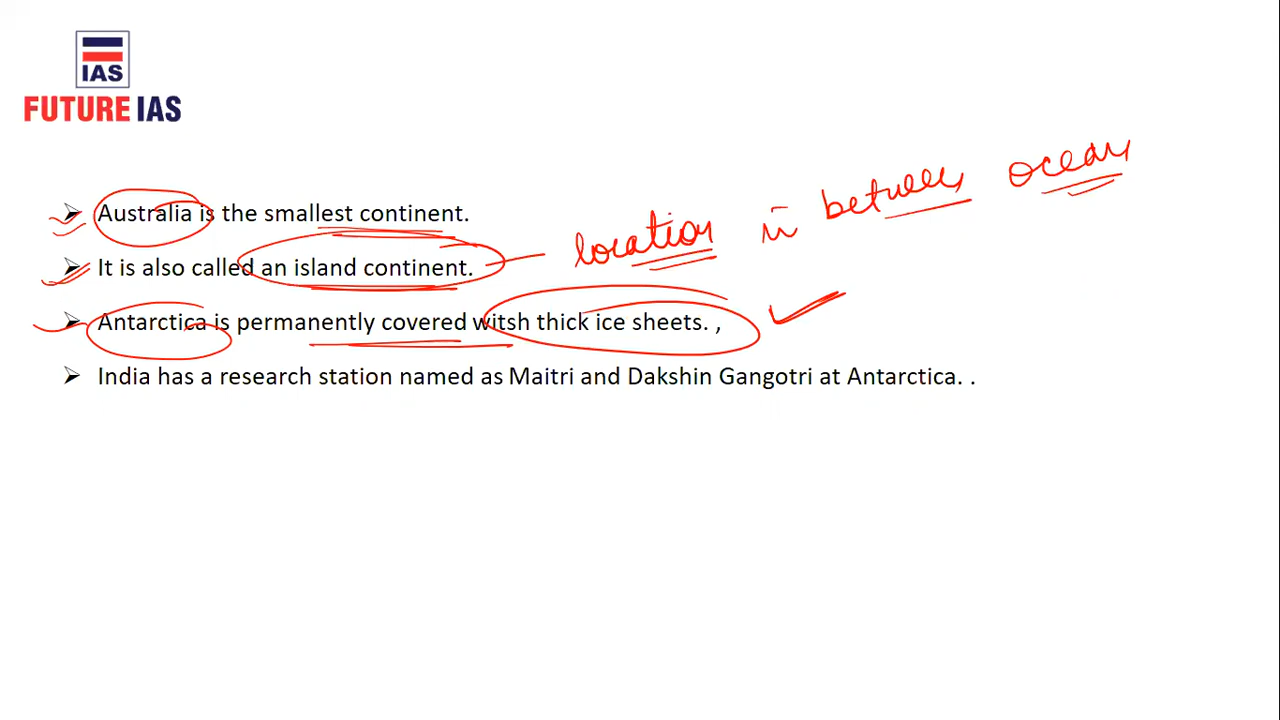 IAS
FUTURE IAS
➢ Australia is the smallest continent.
➢ It is also called an island continent.
location in between ocean
➢ Antarctica is permanently covered witsh thick ice sheets. ,
➢ India has a research station named as Maitri and Dakshin Gangotri at Antarctica. .